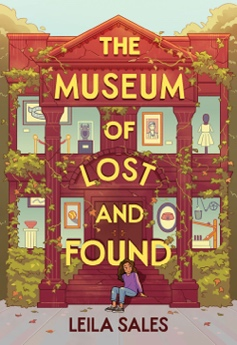 THE
MUSEUM
OF
LOST
AND
FOUND
LEILA SALES